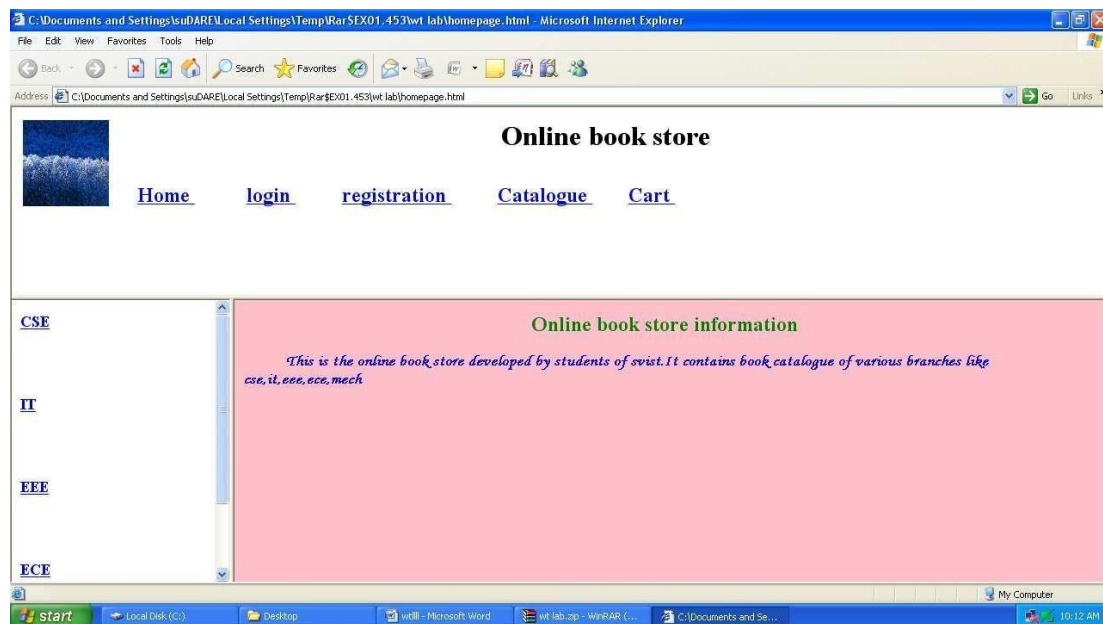 C:\Documents and Settings\suDARE\Local Settings\Temp\Rar$EX01.453\wt lab\homepage.html - Microsoft Internet Explorer
File Edit View Favorites Tools Help
Back Search Favorites
Address C:\Documents and Settings\suDARE\Local Settings\Temp\Rar$EX01.453\wt lab\homepage.html Go Links
Online book store
Home login registration Catalogue Cart
CSE
IT
EEE
ECE
Online book store information
This is the online book store developed by students of svist.It contains book catalogue of various branches like
cse,it,eee,ece,mech
My Computer
start Local Disk (C:) Desktop wtlll - Microsoft Word wt lab.zip - WinRAR (... C:\Documents and Se... 10:12 AM